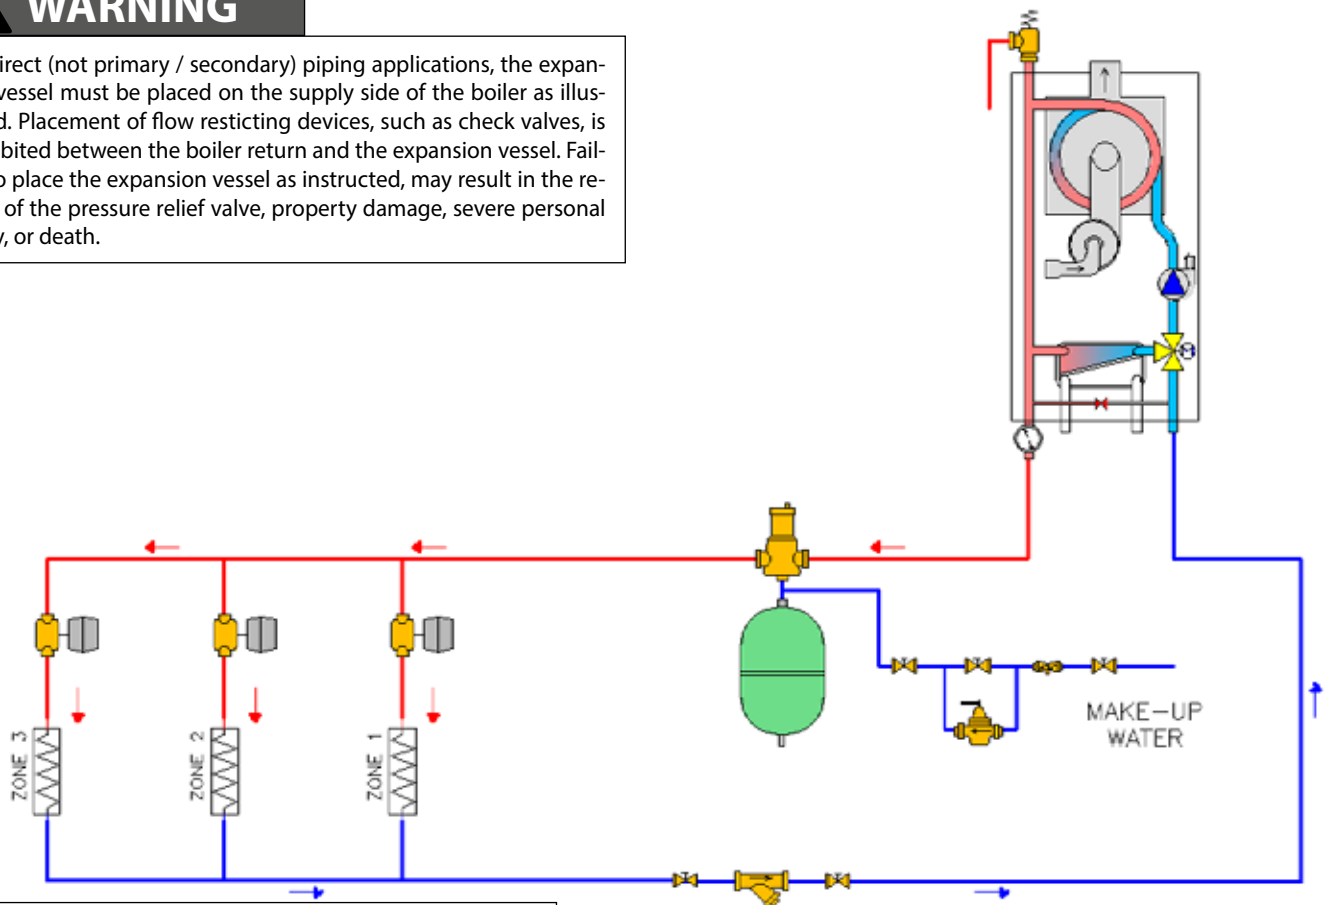 WARNING
irect (not primary / secondary) piping applications, the expan-
vessel must be placed on the supply side of the boiler as illus-
d. Placement of flow resticting devices, such as check valves, is
bited between the boiler return and the expansion vessel. Fail-
o place the expansion vessel as instructed, may result in the re-
of the pressure relief valve, property damage, severe personal
y, or death.
MAKE-UP
WATER
ZONE 3
ZONE 2
ZONE 1